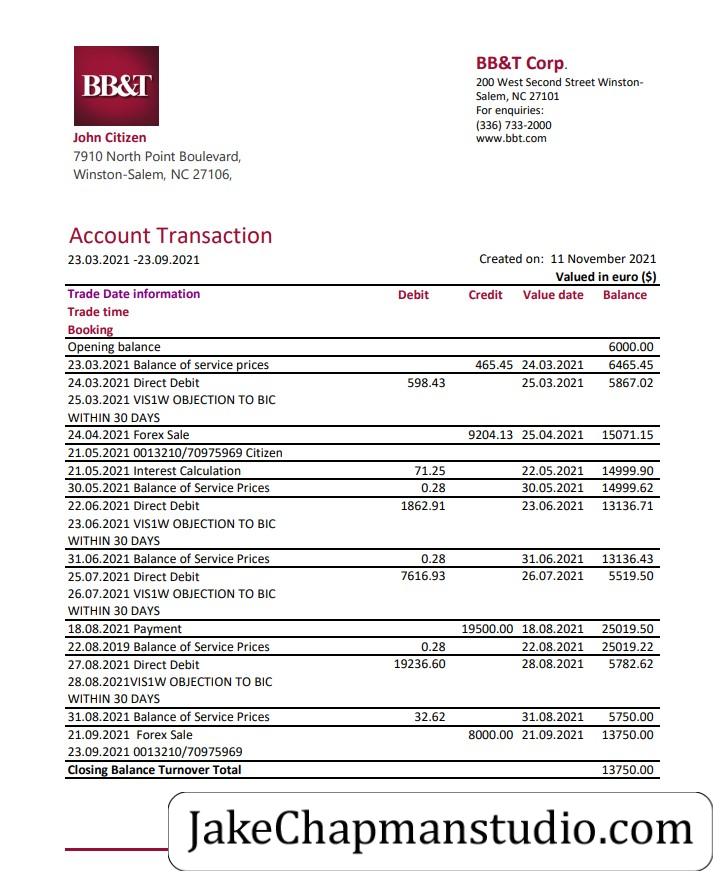 BB&T
BB&T Corp.
200 West Second Street Winston-
Salem, NC 27101
For enquiries:
(336) 733-2000
www.bbt.com
John Citizen
7910 North Point Boulevard,
Winston-Salem, NC 27106,
Account Transaction
23.03.2021 -23.09.2021 Created on: 11 November 2021
Valued in euro ($)
Trade Date information Debit Credit Value date Balance
Trade time
Booking
Opening balance 6000.00
23.03.2021 Balance of service prices 465.45 24.03.2021 6465.45
24.03.2021 Direct Debit 598.43 25.03.2021 5867.02
25.03.2021 VIS1W OBJECTION TO BIC
WITHIN 30 DAYS
24.04.2021 Forex Sale 9204.13 25.04.2021 15071.15
21.05.2021 0013210/70975969 Citizen
21.05.2021 Interest Calculation 71.25 22.05.2021 14999.90
30.05.2021 Balance of Service Prices 0.28 30.05.2021 14999.62
22.06.2021 Direct Debit 1862.91 23.06.2021 13136.71
23.06.2021 VIS1W OBJECTION TO BIC
WITHIN 30 DAYS
31.06.2021 Balance of Service Prices 0.28 31.06.2021 13136.43
25.07.2021 Direct Debit 7616.93 26.07.2021 5519.50
26.07.2021 VIS1W OBJECTION TO BIC
WITHIN 30 DAYS
18.08.2021 Payment 19500.00 18.08.2021 25019.50
22.08.2019 Balance of Service Prices 0.28 22.08.2021 25019.22
27.08.2021 Direct Debit 19236.60 28.08.2021 5782.62
28.08.2021VIS1W OBJECTION TO BIC
WITHIN 30 DAYS
31.08.2021 Balance of Service Prices 32.62 31.08.2021 5750.00
21.09.2021 Forex Sale 8000.00 21.09.2021 13750.00
23.09.2021 0013210/70975969
Closing Balance Turnover Total 13750.00
JakeChapmanstudio.com